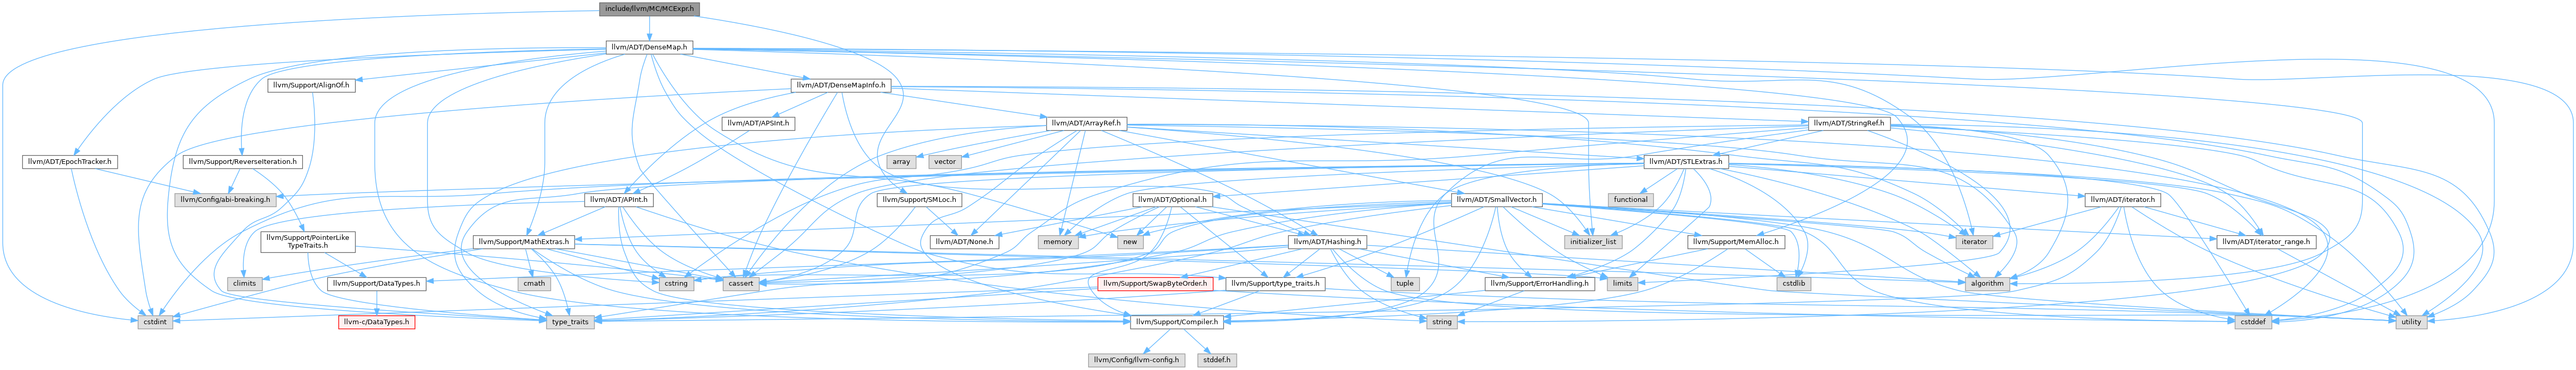 include/llvm/MC/MCExpr.h
llvm/ADT/DenseMap.h
llvm/Support/AlignOf.h
llvm/ADT/DenseMapInfo.h
llvm/ADT/APSInt.h
llvm/ADT/ArrayRef.h
llvm/ADT/StringRef.h
llvm/ADT/EpochTracker.h
llvm/Support/ReverseIteration.h
array
vector
llvm/ADT/STLExtras.h
llvm/Config/abi-breaking.h
llvm/ADT/APInt.h
llvm/Support/SMLoc.h
llvm/ADT/Optional.h
llvm/ADT/SmallVector.h
functional
llvm/ADT/iterator.h
llvm/Support/PointerLike
TypeTraits.h
llvm/Support/MathExtras.h
llvm/ADT/None.h
memory
new
llvm/ADT/Hashing.h
initializer_list
llvm/Support/MemAlloc.h
iterator
llvm/ADT/iterator_range.h
climits
llvm/Support/DataTypes.h
cmath
cstring
cassert
llvm/Support/SwapByteOrder.h
llvm/Support/type_traits.h
tuple
llvm/Support/ErrorHandling.h
limits
cstdlib
algorithm
cstdint
llvm-c/DataTypes.h
type_traits
llvm/Support/Compiler.h
string
cstddef
utility
llvm/Config/llvm-config.h
stddef.h